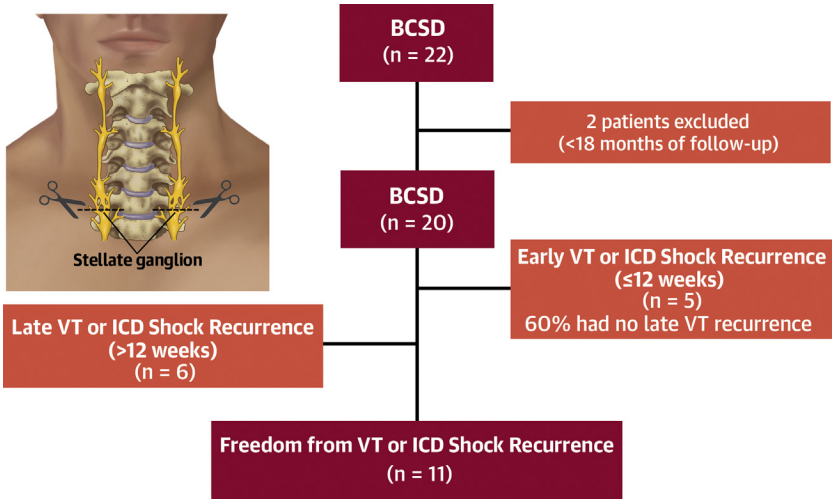 BCSD
(n = 22)
2 patients excluded
(<18 months of follow-up)
BCSD
(n = 20)
Stellate ganglion
Early VT or ICD Shock Recurrence
(≤12 weeks)
(n = 5)
60% had no late VT recurrence
Late VT or ICD Shock Recurrence
(>12 weeks)
(n = 6)
Freedom from VT or ICD Shock Recurrence
(n = 11)